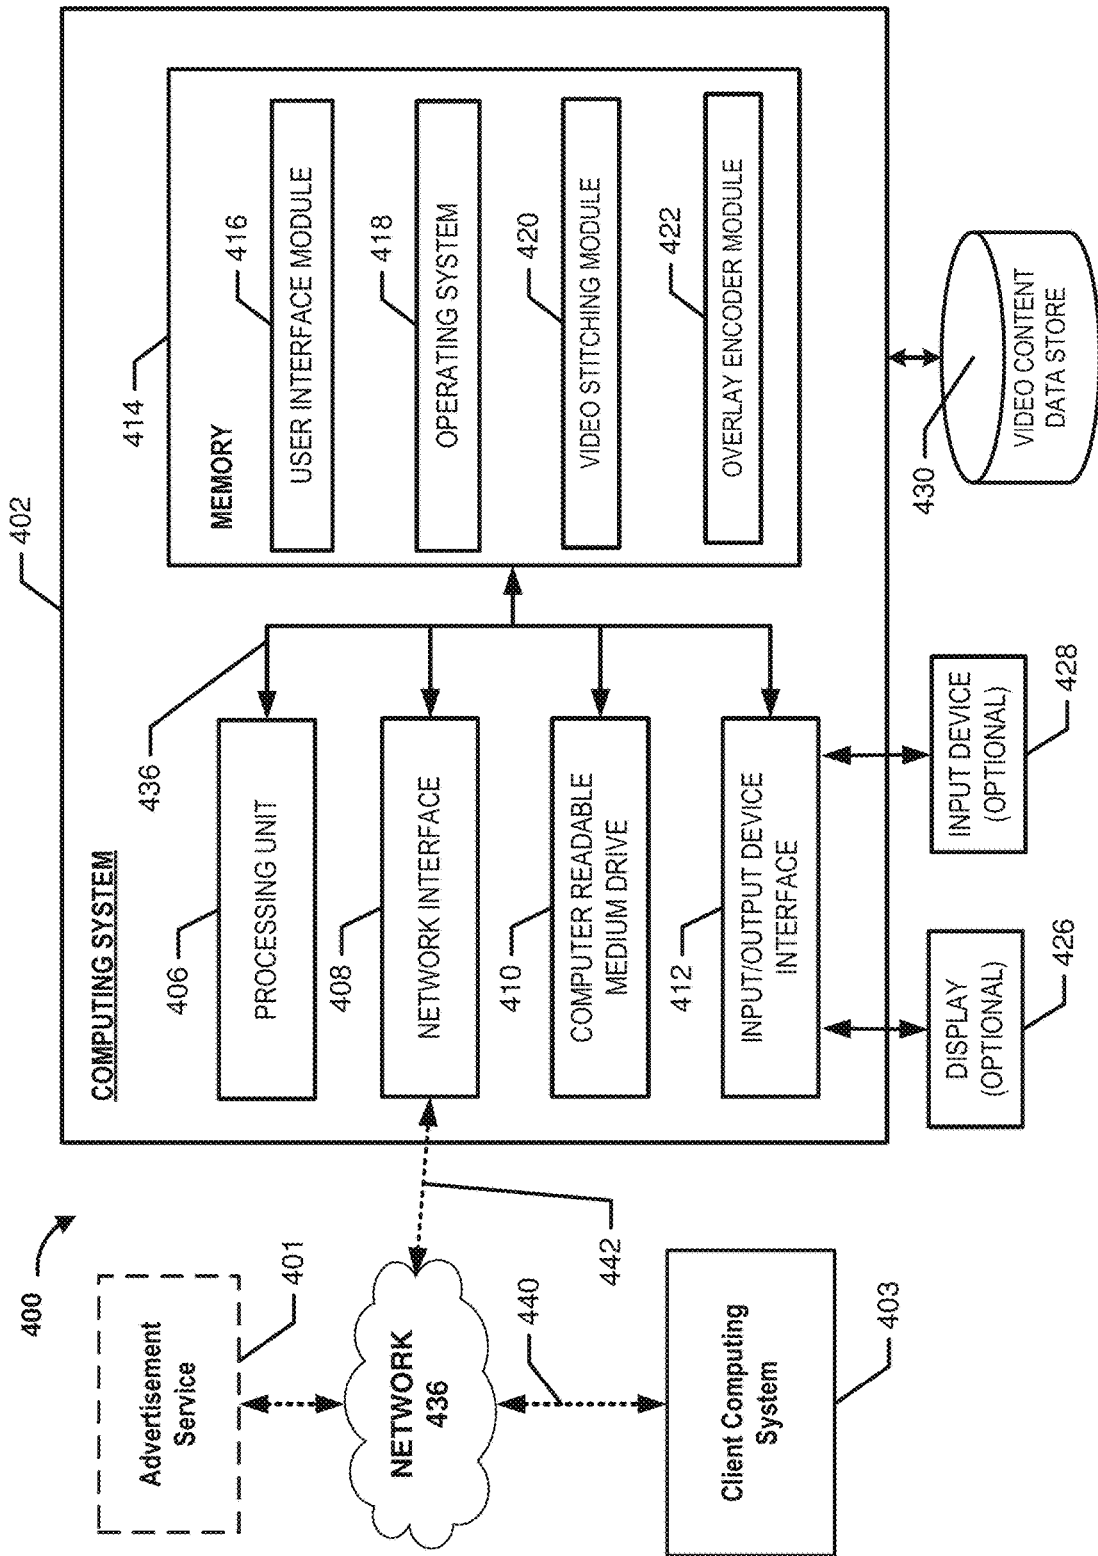 400
Advertisement
Service
401
NETWORK
436
440
442
Client Computing
System
403
402
COMPUTING SYSTEM
436
406
PROCESSING UNIT
408
NETWORK INTERFACE
410
COMPUTER READABLE
MEDIUM DRIVE
412
INPUT/OUTPUT DEVICE
INTERFACE
414
MEMORY
416
USER INTERFACE MODULE
418
OPERATING SYSTEM
420
VIDEO STITCHING MODULE
422
OVERLAY ENCODER MODULE
DISPLAY
(OPTIONAL)
426
INPUT DEVICE
(OPTIONAL)
428
430
VIDEO CONTENT
DATA STORE